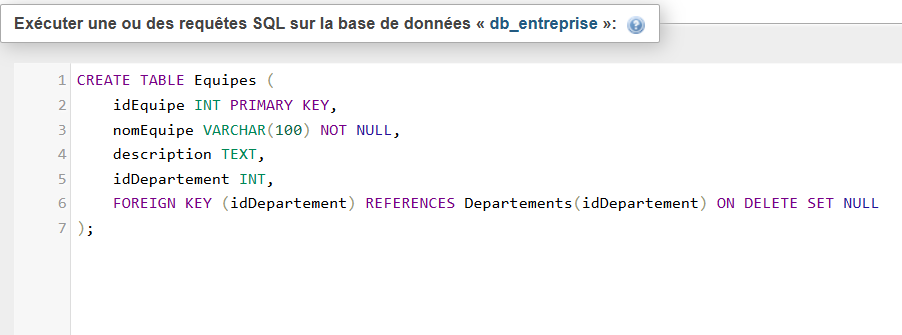 Exécuter une ou des requêtes SQL sur la base de données « db_entreprise »:
1 CREATE TABLE Equipes (
2 idEquipe INT PRIMARY KEY,
3 nomEquipe VARCHAR(100) NOT NULL,
4 description TEXT,
5 idDepartement INT,
6 FOREIGN KEY (idDepartement) REFERENCES Departements(idDepartement) ON DELETE SET NULL
7 );